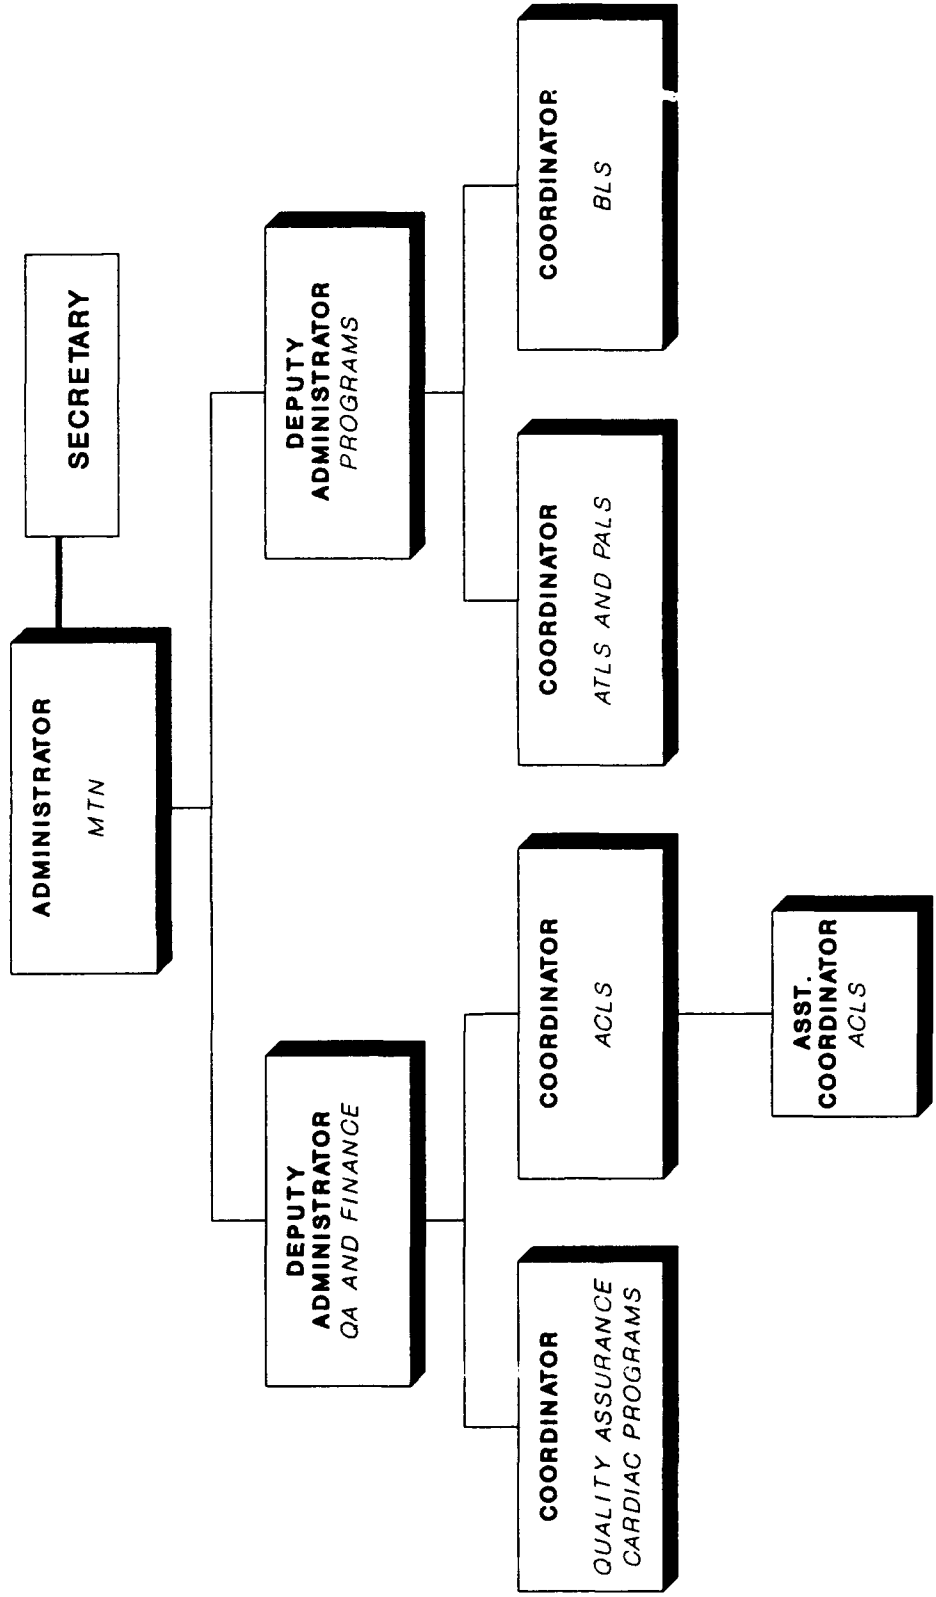 ADMINISTRATOR
MTN
SECRETARY
DEPUTY
ADMINISTRATOR
QA AND FINANCE
DEPUTY
ADMINISTRATOR
PROGRAMS
COORDINATOR
QUALITY ASSURANCE
CARDIAC PROGRAMS
COORDINATOR
ACLS
COORDINATOR
ATLS AND PALS
COORDINATOR
BLS
ASST.
COORDINATOR
ACLS